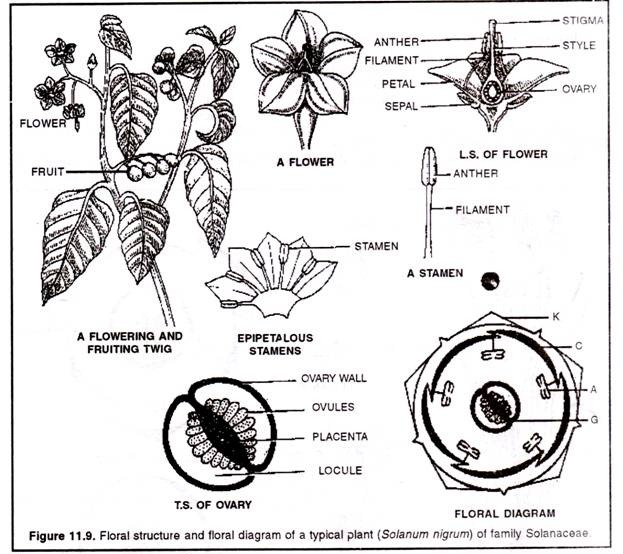 FLOWER
FRUIT
A FLOWERING AND
FRUITING TWIG
A FLOWER
STIGMA
ANTHER
STYLE
FILAMENT
PETAL
OVARY
SEPAL
L.S. OF FLOWER
ANTHER
FILAMENT
A STAMEN
STAMEN
EPIPETALOUS
STAMENS
OVARY WALL
OVULES
PLACENTA
LOCULE
T.S. OF OVARY
K
C
A
G
FLORAL DIAGRAM
Figure 11.9. Floral structure and floral diagram of a typical plant (Solanum nigrum) of family Solanaceae.